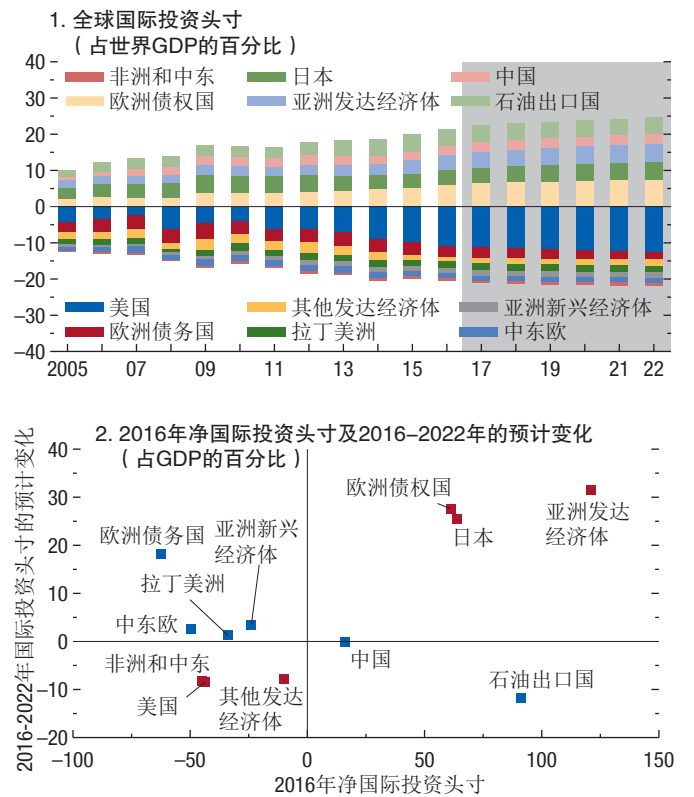 1. 全球国际投资头寸
（占世界GDP的百分比）
40
30
20
10
0
–10
–20
–30
–40
非洲和中东
日本
中国
欧洲债权国
亚洲发达经济体
石油出口国
美国
其他发达经济体
亚洲新兴经济体
欧洲债务国
拉丁美洲
中东欧
2005 07 09 11 13 15 17 19 21 22
2. 2016年净国际投资头寸及2016–2022年的预计变化
（占GDP的百分比）
2016-2022年国际投资头寸的预计变化
40
30
20
10
0
–10
–20
欧洲债权国
日本
亚洲发达
经济体
欧洲债务国
亚洲新兴
经济体
拉丁美洲
中东欧
非洲和中东
美国
其他发达
经济体
中国
石油出口国
–100 –50 0 50 100 150
2016年净国际投资头寸